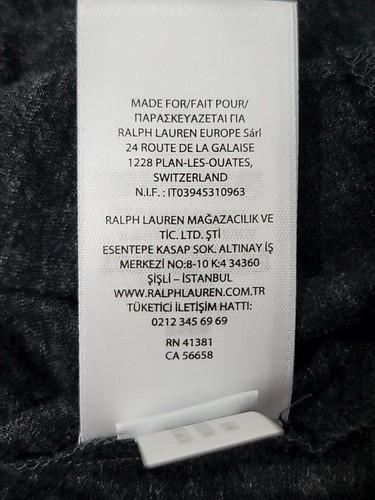 MADE FOR/FAIT POUR/
ΠΑΡΑΣΚΕΥΑΖΕΤΑΙ ΓΙΑ
RALPH LAUREN EUROPE Sárl
24 ROUTE DE LA GALAISE
1228 PLAN-LES-OUATES,
SWITZERLAND
N.I.F. : IT03945310963
RALPH LAUREN MAĞAZACILIK VE
TİC. LTD. ŞTİ
ESENTEPE KASAP SOK. ALTINAY İŞ
MERKEZİ NO:8-10 K:4 34360
ŞİŞLİ – İSTANBUL
WWW.RALPHLAUREN.COM.TR
TÜKETİCİ İLETİŞİM HATTI:
0212 345 69 69
RN 41381
CA 56658